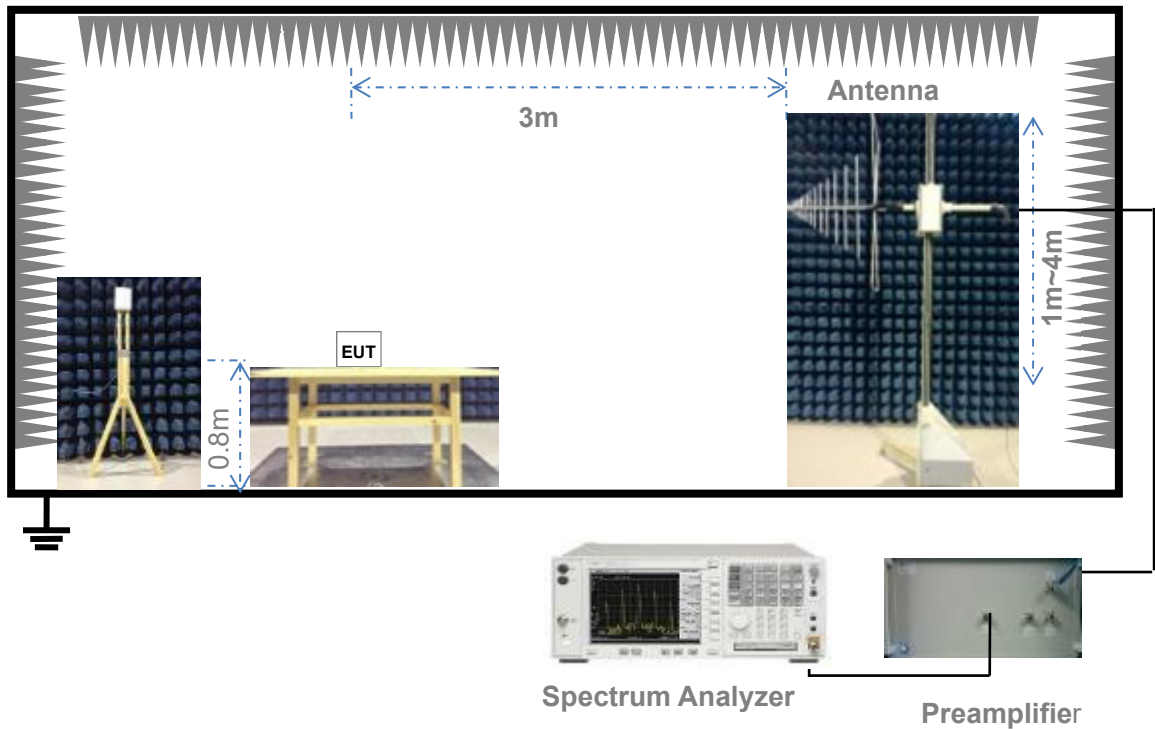 Antenna
3m
1m~4m
EUT
0.8m
Spectrum Analyzer
Preamplifier